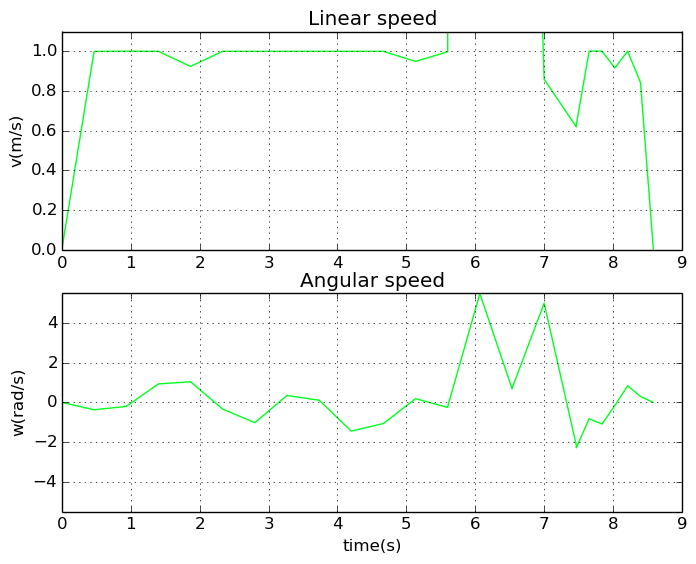 Linear speed
1.0
0.8
0.6
0.4
0.2
0.0
v(m/s)
0 1 2 3 4 5 6 7 8 9
Angular speed
4
2
0
−2
−4
w(rad/s)
0 1 2 3 4 5 6 7 8 9
time(s)